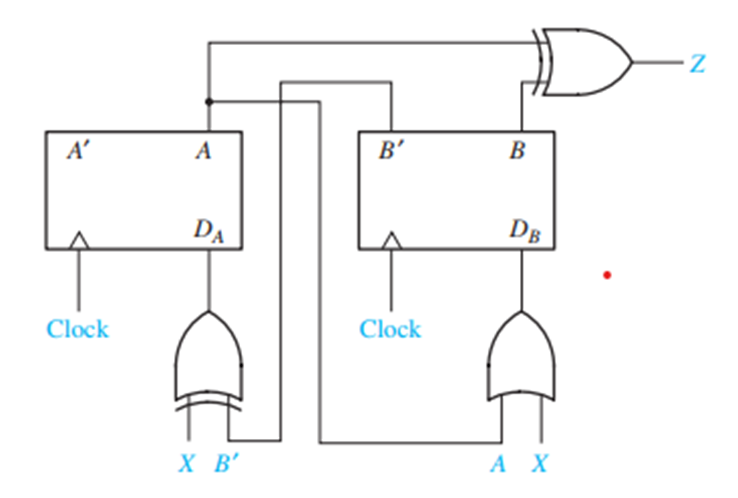 Z
A′ A B′ B
D_A D_B
Clock Clock
X B′ A X